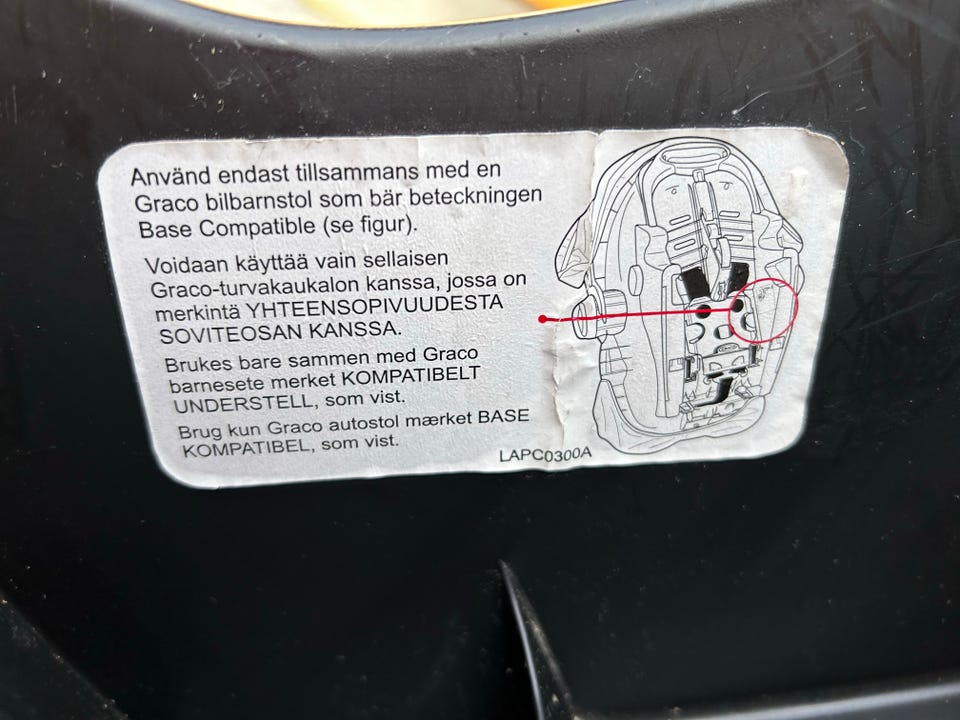 Använd endast tillsammans med en
Graco bilbarnstol som bär beteckningen
Base Compatible (se figur).
Voidaan käyttää vain sellaisen
Graco-turvakaukalon kanssa, jossa on
merkintä YHTEENSOPIVUUDESTA
SOVITEOSAN KANSSA.
Brukes bare sammen med Graco
barnesete merket KOMPATIBELT
UNDERSTELL, som vist.
Brug kun Graco autostol mærket BASE
KOMPATIBEL, som vist.
LAPC0300A